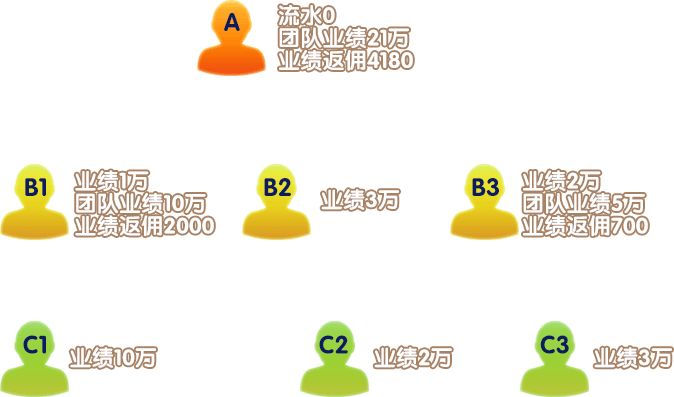 A
流水0
团队业绩21万
业绩返佣4180
B1
业绩1万
团队业绩10万
业绩返佣2000
B2
业绩3万
B3
业绩2万
团队业绩5万
业绩返佣700
C1
业绩10万
C2
业绩2万
C3
业绩3万